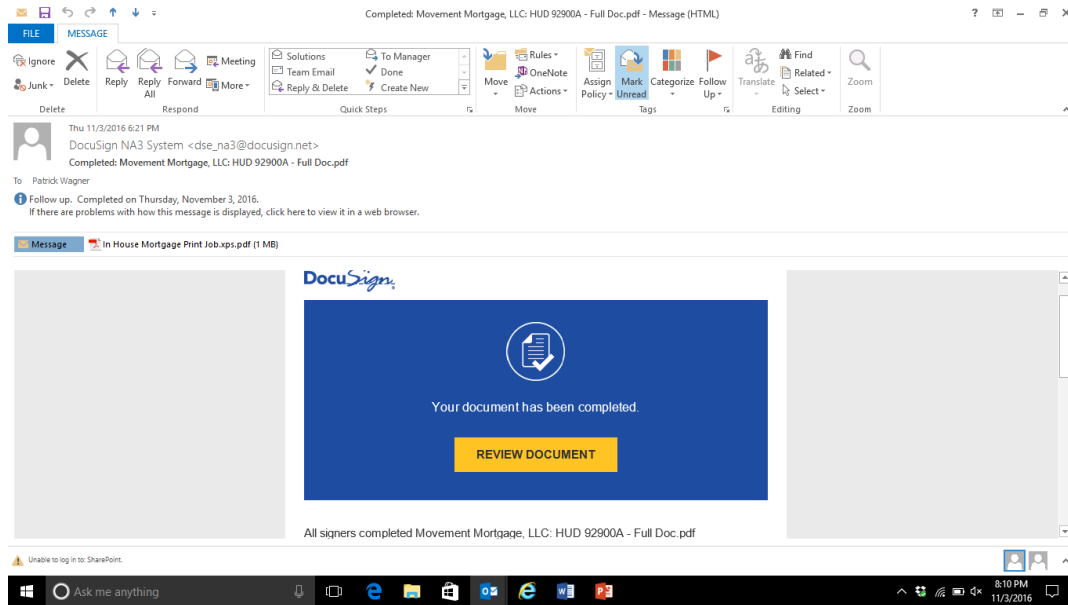 Completed: Movement Mortgage, LLC: HUD 92900A - Full Doc.pdf - Message (HTML)
FILE MESSAGE
Ignore
Junk
Delete
Reply
Reply All
Forward
Meeting
More
Solutions
Team Email
Reply & Delete
To Manager
Done
Create New
Move
Rules
OneNote
Actions
Assign Policy
Mark Unread
Categorize
Follow Up
Translate
Find
Related
Select
Zoom
Delete Respond Quick Steps Move Tags Editing Zoom
Thu 11/3/2016 6:21 PM
DocuSign NA3 System <dse_na3@docusign.net>
Completed: Movement Mortgage, LLC: HUD 92900A - Full Doc.pdf
To Patrick Wagner
Follow up. Completed on Thursday, November 3, 2016.
If there are problems with how this message is displayed, click here to view it in a web browser.
Message In House Mortgage Print Job.xps.pdf (1 MB)
DocuSign
Your document has been completed.
REVIEW DOCUMENT
All signers completed Movement Mortgage, LLC: HUD 92900A - Full Doc.pdf
Unable to log in to: SharePoint.
Ask me anything
8:10 PM
11/3/2016